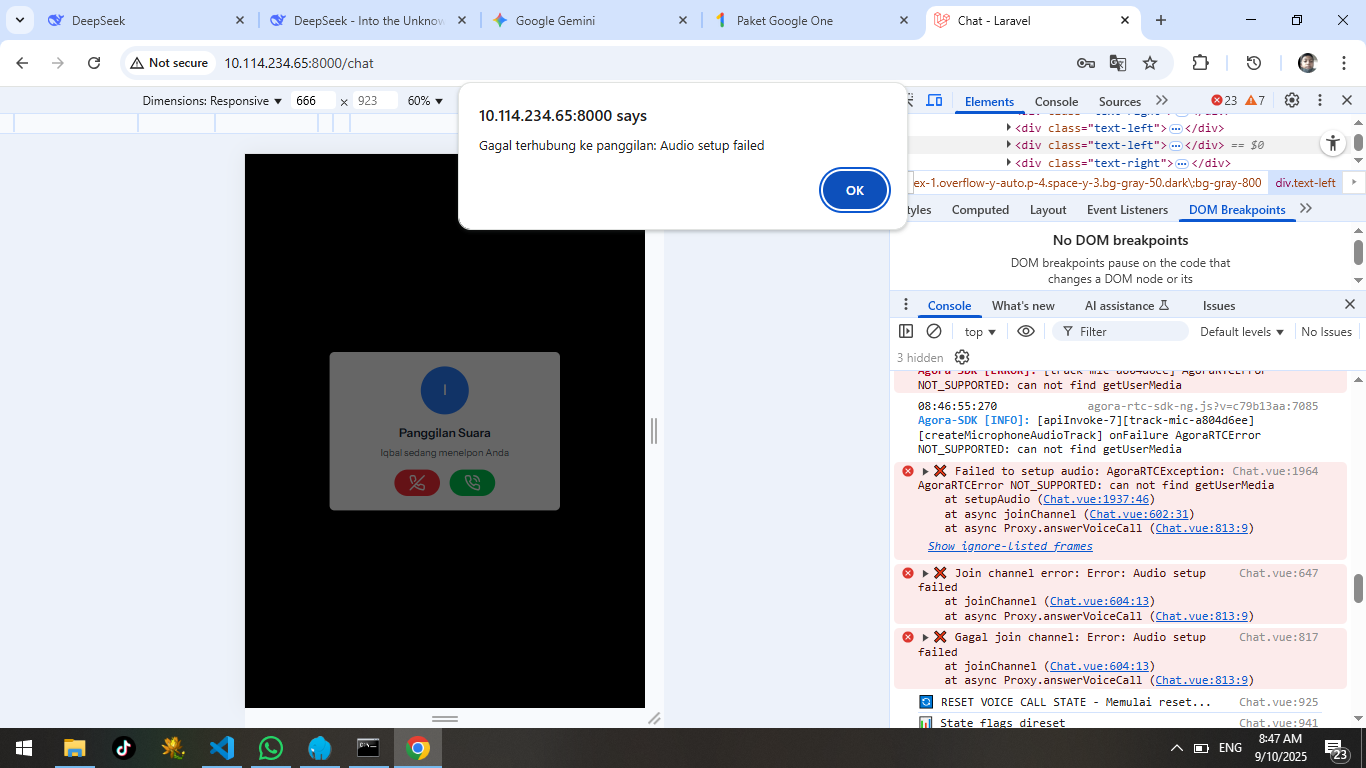 DeepSeek
DeepSeek - Into the Unknow
Google Gemini
Paket Google One
Chat - Laravel
Not secure
10.114.234.65:8000/chat
Dimensions: Responsive
666
×
923
60%
10.114.234.65:8000 says
Gagal terhubung ke panggilan: Audio setup failed
OK
Elements
Console
Sources
23
7
<div class="text-left"> </div>
<div class="text-left"> </div> == $0
<div class="text-right"> </div>
ex-1.overflow-y-auto.p-4.space-y-3.bg-gray-50.dark\:bg-gray-800
div.text-left
tyles
Computed
Layout
Event Listeners
DOM Breakpoints
No DOM breakpoints
DOM breakpoints pause on the code that
changes a DOM node or its
Console
What's new
AI assistance
Issues
top
Filter
Default levels
No Issues
3 hidden
Agora-SDK [ERROR]: [track-mic-a804d6ee] AgoraRTCError
NOT_SUPPORTED: can not find getUserMedia
08:46:55:270 agora-rtc-sdk-ng.js?v=c79b13aa:7085
Agora-SDK [INFO]: [apiInvoke-7][track-mic-a804d6ee]
[createMicrophoneAudioTrack] onFailure AgoraRTCError
NOT_SUPPORTED: can not find getUserMedia
❌ Failed to setup audio: AgoraRTCException: Chat.vue:1964
AgoraRTCError NOT_SUPPORTED: can not find getUserMedia
at setupAudio (Chat.vue:1937:46)
at async joinChannel (Chat.vue:602:31)
at async Proxy.answerVoiceCall (Chat.vue:813:9)
Show ignore-listed frames
❌ Join channel error: Error: Audio setup Chat.vue:647
failed
at joinChannel (Chat.vue:604:13)
at async Proxy.answerVoiceCall (Chat.vue:813:9)
❌ Gagal join channel: Error: Audio setup Chat.vue:817
failed
at joinChannel (Chat.vue:604:13)
at async Proxy.answerVoiceCall (Chat.vue:813:9)
🔄 RESET VOICE CALL STATE - Memulai reset... Chat.vue:925
📊 State flags direset Chat.vue:941
I
Panggilan Suara
Iqbal sedang menelpon Anda
ENG
8:47 AM
9/10/2025
23